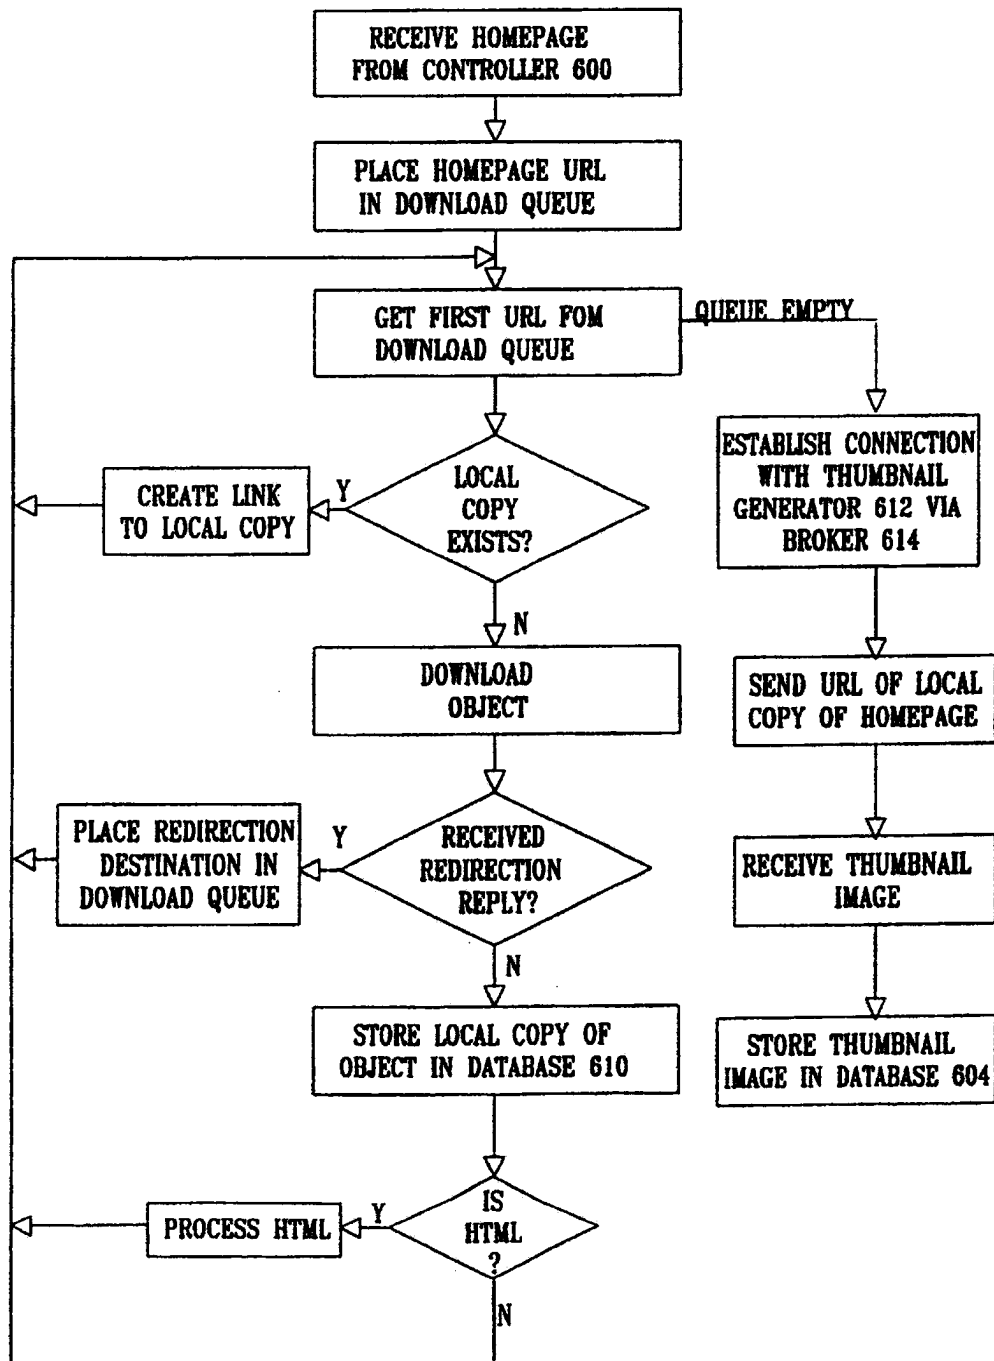 RECEIVE HOMEPAGE
FROM CONTROLLER 600
PLACE HOMEPAGE URL
IN DOWNLOAD QUEUE
GET FIRST URL FOM
DOWNLOAD QUEUE
QUEUE EMPTY
LOCAL
COPY
EXISTS?
Y
CREATE LINK
TO LOCAL COPY
N
ESTABLISH CONNECTION
WITH THUMBNAIL
GENERATOR 612 VIA
BROKER 614
DOWNLOAD
OBJECT
SEND URL OF LOCAL
COPY OF HOMEPAGE
RECEIVED
REDIRECTION
REPLY?
Y
PLACE REDIRECTION
DESTINATION IN
DOWNLOAD QUEUE
N
RECEIVE THUMBNAIL
IMAGE
STORE LOCAL COPY OF
OBJECT IN DATABASE 610
STORE THUMBNAIL
IMAGE IN DATABASE 604
IS
HTML
?
Y
PROCESS HTML
N